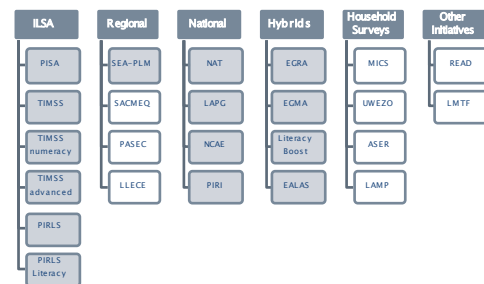 ILSA
PISA
TIMSS
TIMSS
numeracy
TIMSS
advanced
PIRLS
PIRLS
Literacy
Regional
SEA-PLM
SACMEQ
PASEC
LLECE
National
NAT
LAPG
NCAE
PIRI
Hybrids
EGRA
EGMA
Literacy
Boost
EALAS
Household
Surveys
MICS
UWEZO
ASER
LAMP
Other
Initiatives
READ
LMTF